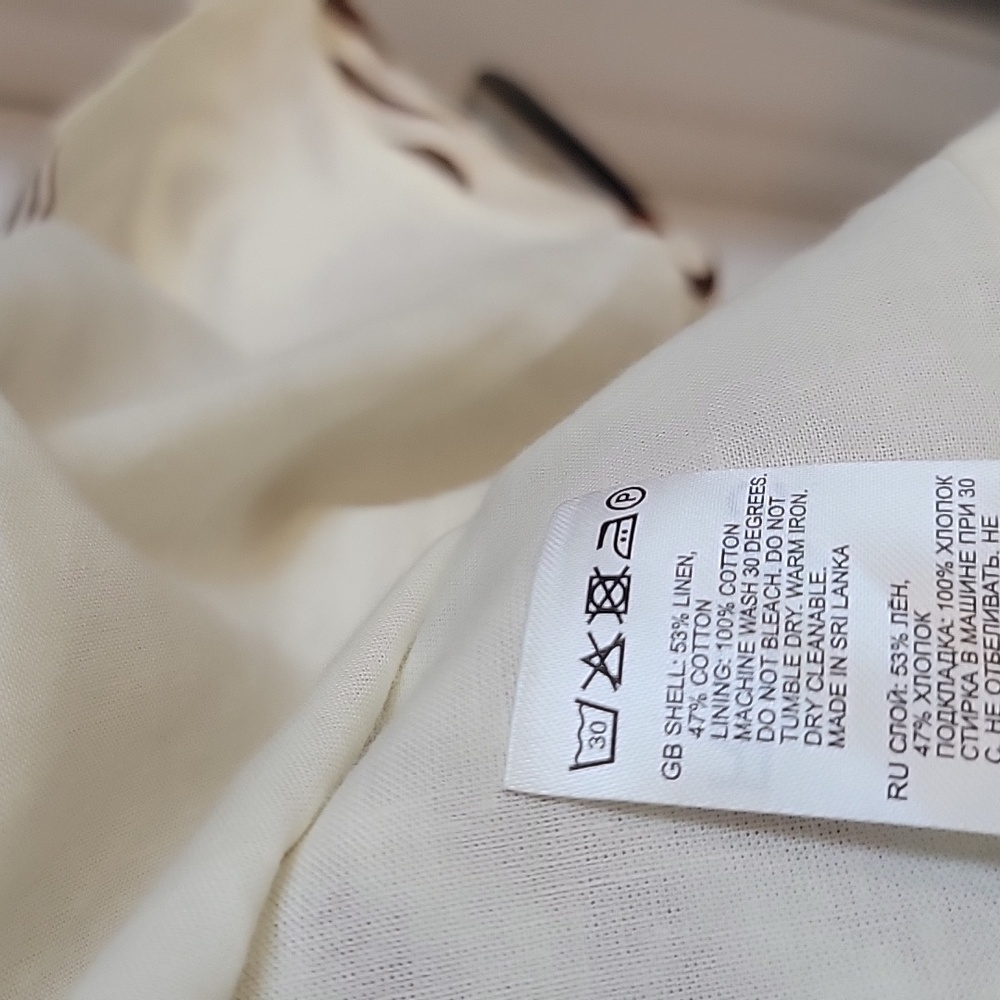 30
P
GB SHELL: 53% LINEN,
47% COTTON
LINING: 100% COTTON
MACHINE WASH 30 DEGREES.
DO NOT BLEACH. DO NOT
TUMBLE DRY. WARM IRON.
DRY CLEANABLE.
MADE IN SRI LANKA
RU СЛОЙ: 53% ЛЁН,
47% ХЛОПОК
ПОДКЛАДКА: 100% ХЛОПОК
СТИРКА В МАШИНЕ ПРИ 30
С. НЕ ОТБЕЛИВАТЬ. НЕ